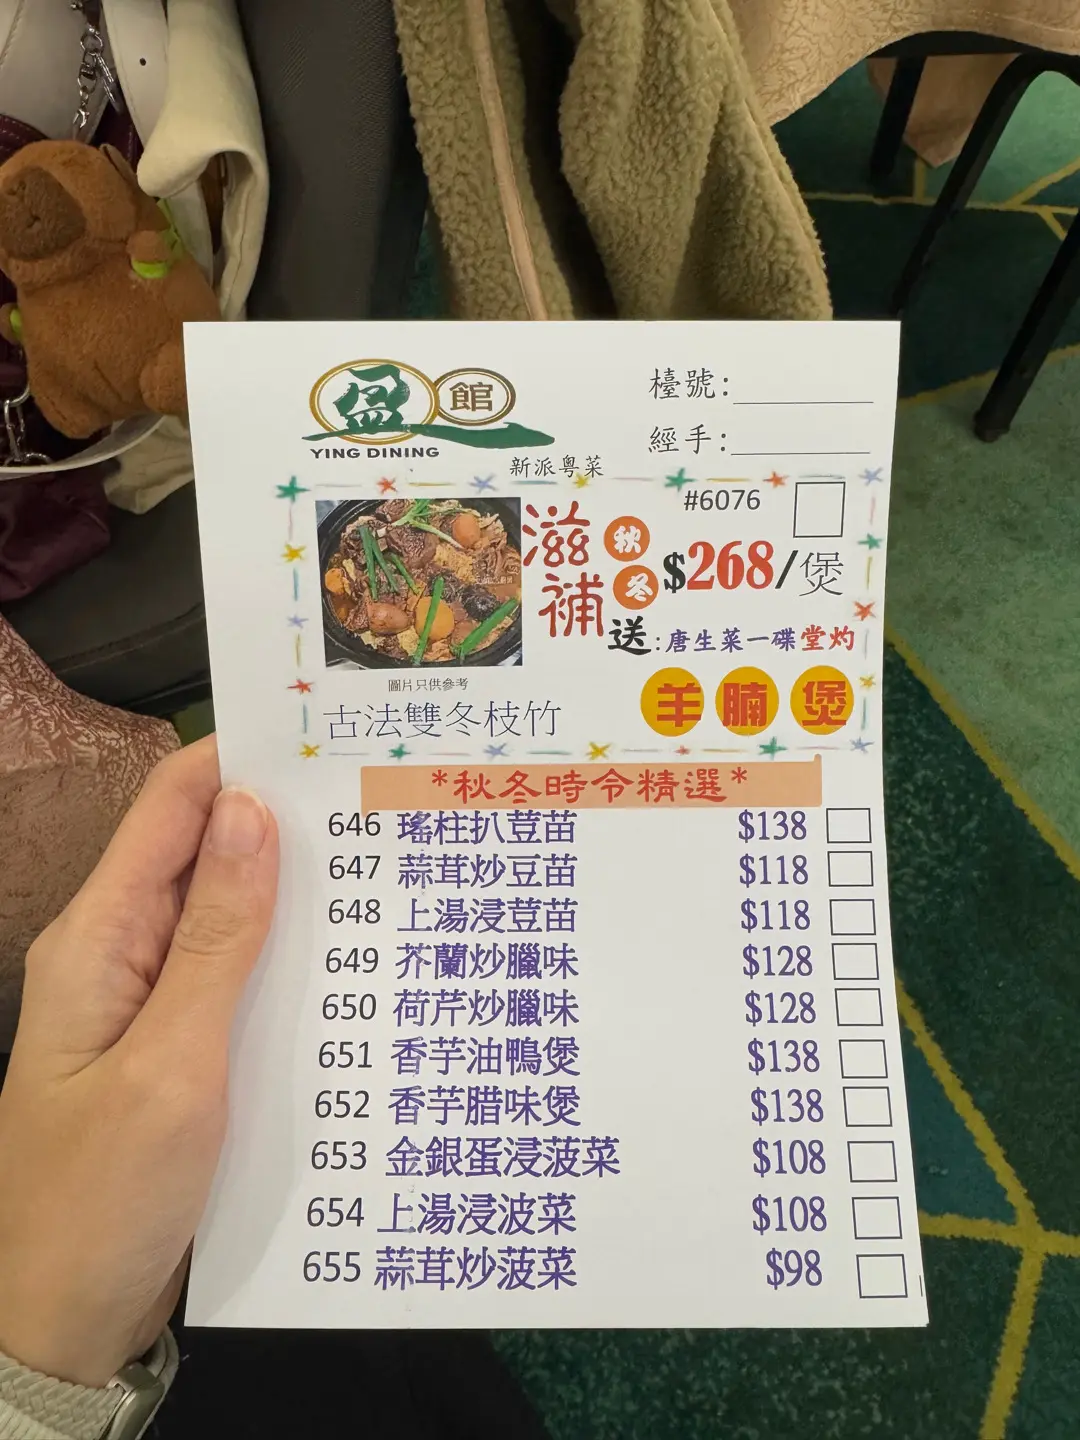 盈館
YING DINING
新派粵菜
檯號:
經手:
#6076
滋補
秋冬
$268/煲
送:唐生菜一碟堂灼
圖片只供參考
古法雙冬枝竹
羊腩煲
*秋冬時令精選*
646 瑤柱扒荳苗 $138
647 蒜茸炒豆苗 $118
648 上湯浸荳苗 $118
649 芥蘭炒臘味 $128
650 荷芹炒臘味 $128
651 香芋油鴨煲 $138
652 香芋腊味煲 $138
653 金銀蛋浸菠菜 $108
654 上湯浸波菜 $108
655 蒜茸炒菠菜 $98